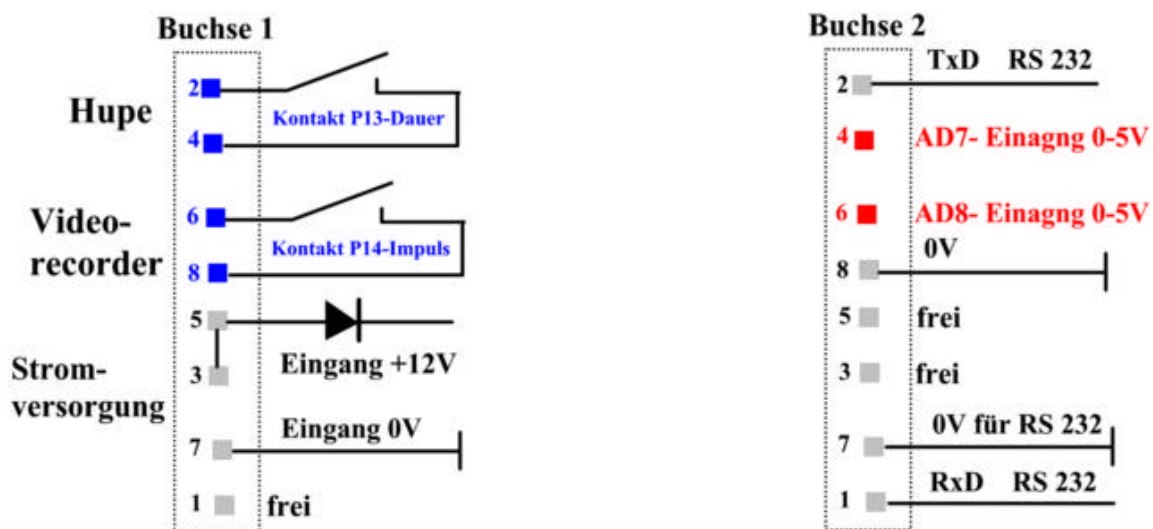 Buchse 1
Hupe
2
Kontakt P13-Dauer
4
Video-
recorder
6
Kontakt P14-Impuls
8
5
Eingang +12V
Strom-
versorgung
3
7
Eingang 0V
1
frei
Buchse 2
2
TxD RS 232
4
AD7- Einagng 0-5V
6
AD8- Einagng 0-5V
8
0V
5
frei
3
frei
7
0V für RS 232
1
RxD RS 232